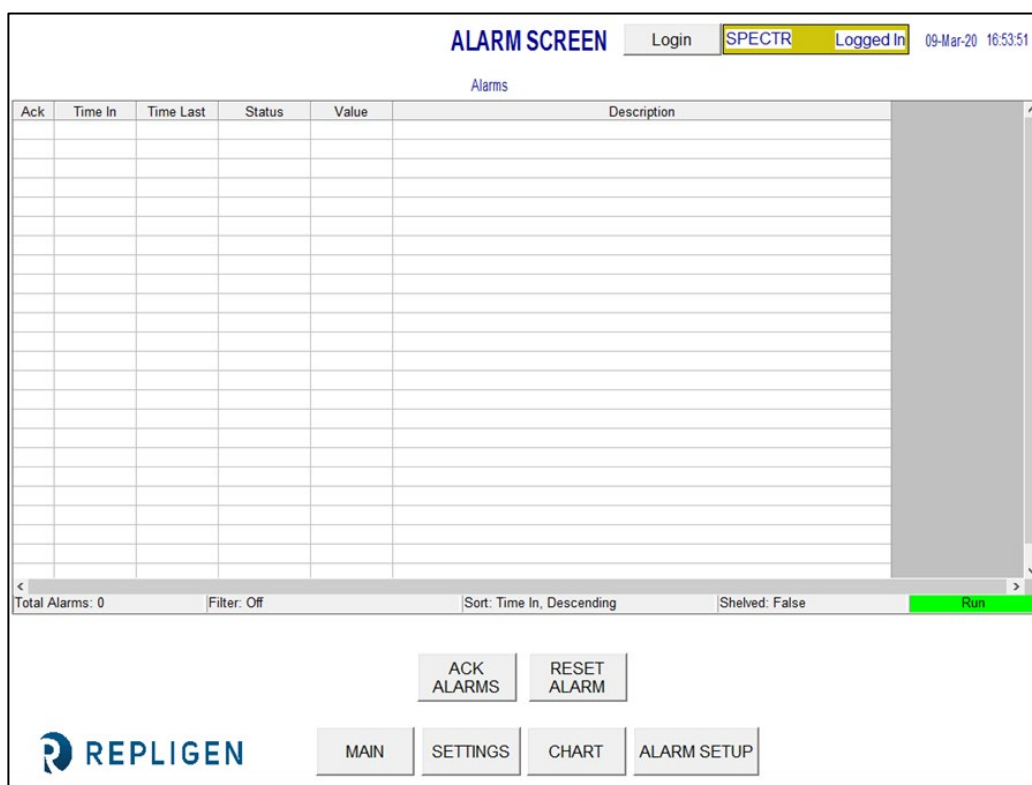 ALARM SCREEN Login SPECTR Logged In 09-Mar-20 16:53:51
Alarms
Ack Time In Time Last Status Value Description
Total Alarms: 0 Filter: Off Sort: Time In, Descending Shelved: False Run
ACK
ALARMS
RESET
ALARM
REPLIGEN MAIN SETTINGS CHART ALARM SETUP